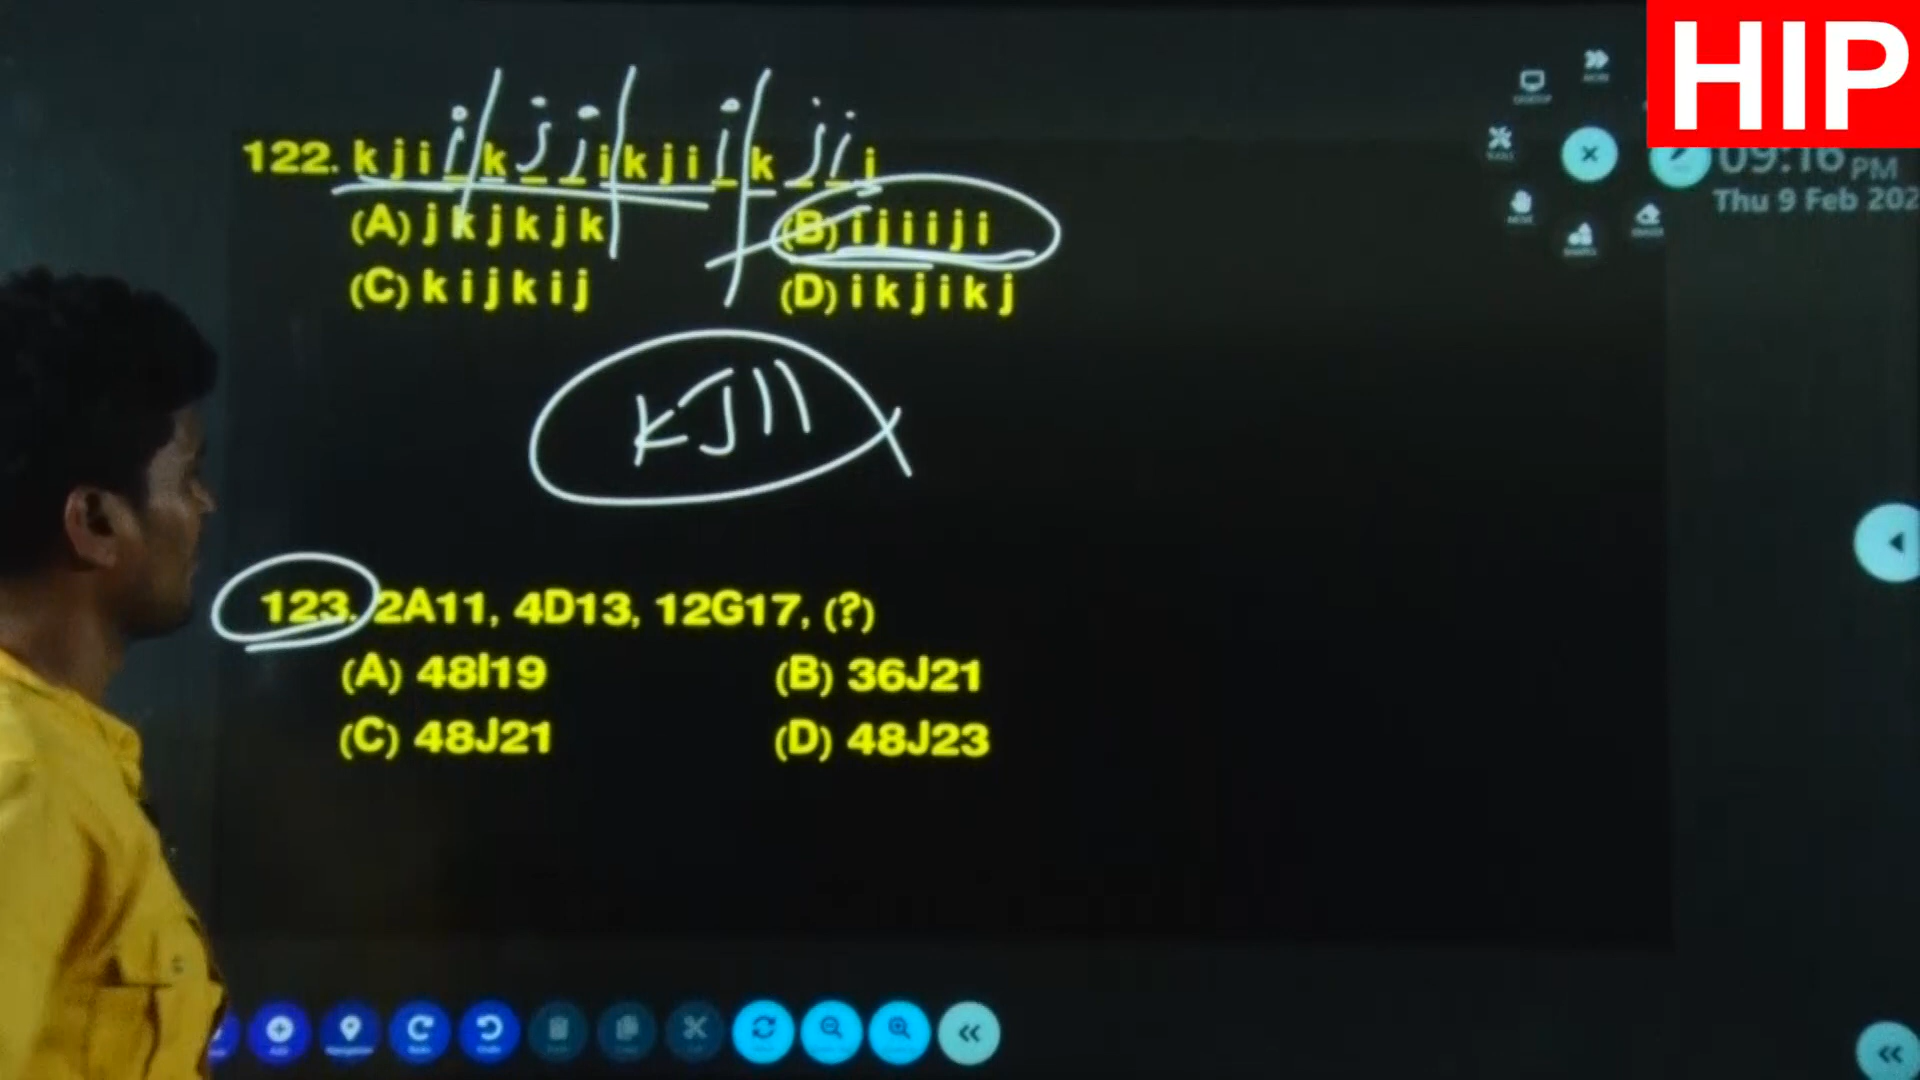 HIP
09:16 PM
Thu 9 Feb 202
i j i i j i
122. k j i _ k _ _ i k j i _ k _ _ i
(A) j k j k j k (B) i j i i j i
(C) k i j k i j (D) i k j i k j
KJII
123. 2A11, 4D13, 12G17, (?)
(A) 48I19 (B) 36J21
(C) 48J21 (D) 48J23